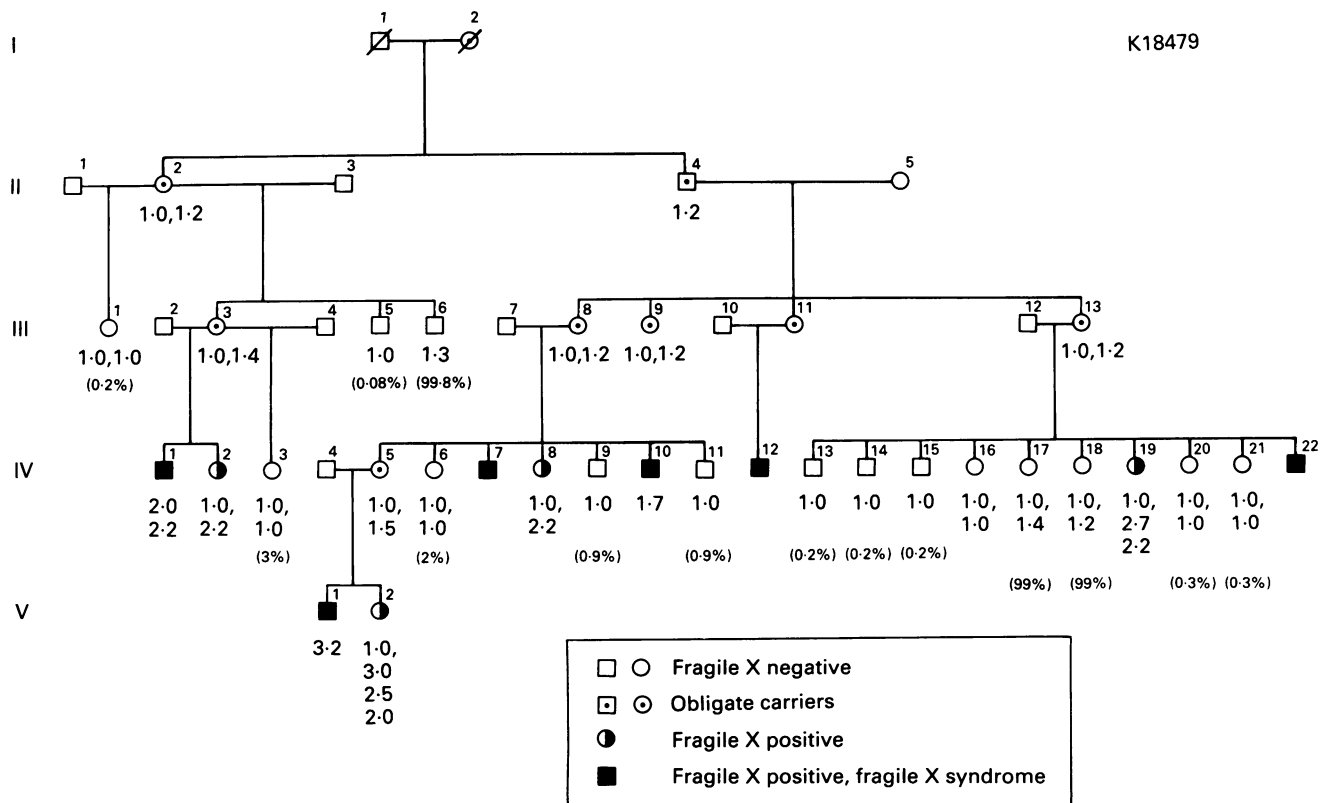 1 2
I K18479
1 2 3 4 5
II
1·0,1·2 1·2
1 2 3 4 5 6 7 8 9 10 11 12 13
III
1·0,1·0 1·0,1·4 1·0 1·3 1·0,1·2 1·0,1·2 1·0,1·2
(0·2%) (0·08%) (99·8%)
1 2 3 4 5 6 7 8 9 10 11 12 13 14 15 16 17 18 19 20 21 22
IV
2·0 1·0, 1·0, 1·0, 1·0, 1·0, 1·0 1·7 1·0 1·0 1·0 1·0 1·0, 1·0, 1·0, 1·0, 1·0, 1·0,
2·2 2·2 1·0 1·5 1·0 2·2 1·0 1·4 1·2 2·7 1·0 1·0
(3%) (2%) (0·9%) (0·9%) (0·2%) (0·2%) (0·2%) 2·2
(99%) (99%) (0·3%) (0·3%)
1 2
V
3·2 1·0,
3·0
2·5
2·0
Fragile X negative
Obligate carriers
Fragile X positive
Fragile X positive, fragile X syndrome